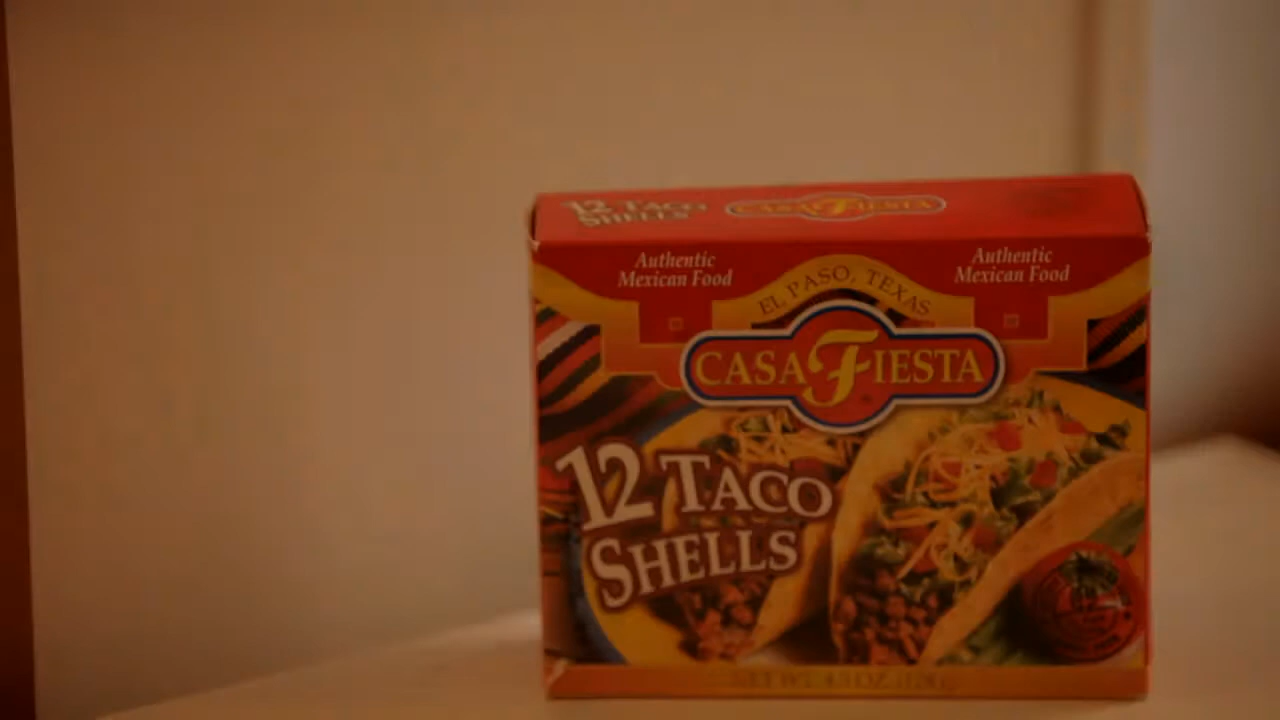 12 TACO
SHELLS
CASA FIESTA
Authentic
Mexican Food
Authentic
Mexican Food
EL PASO, TEXAS
CASA FIESTA
12 TACO
SHELLS